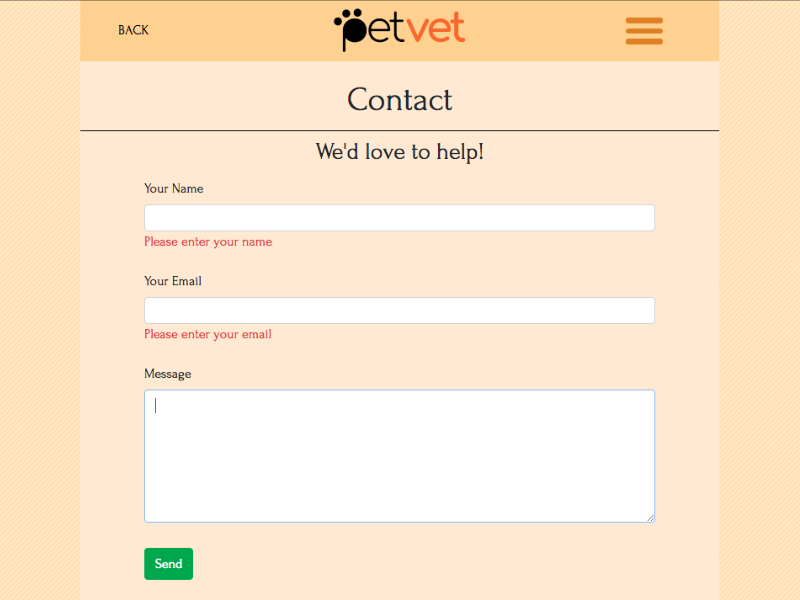 BACK
petvet
Contact
We'd love to help!
Your Name
Please enter your name
Your Email
Please enter your email
Message
Send